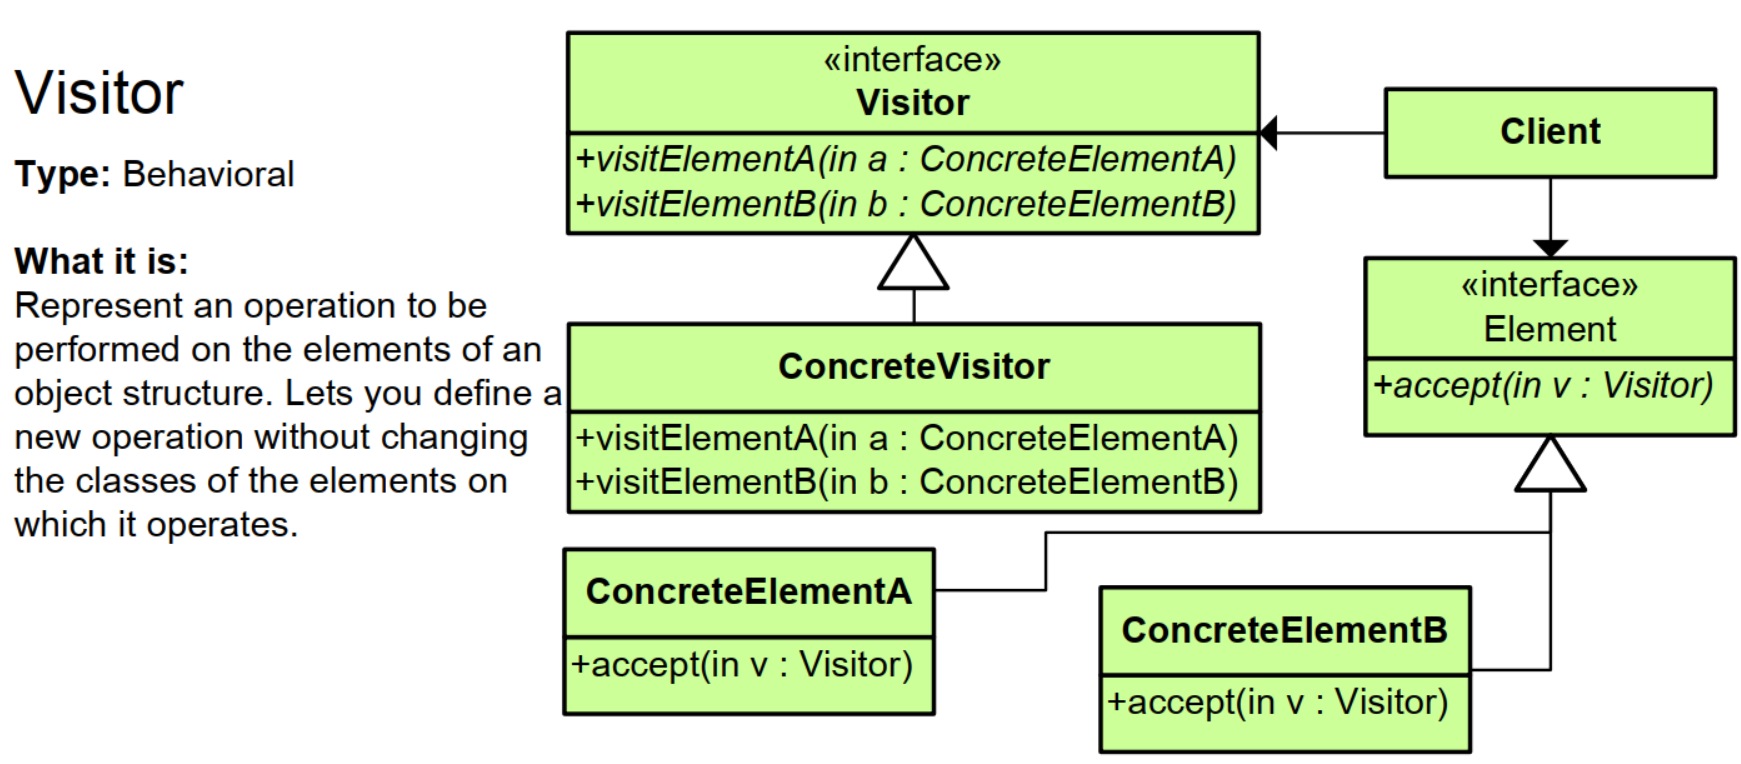 Visitor
Type: Behavioral
What it is:
Represent an operation to be
performed on the elements of an
object structure. Lets you define a
new operation without changing
the classes of the elements on
which it operates.
«interface»
Visitor
+visitElementA(in a : ConcreteElementA)
+visitElementB(in b : ConcreteElementB)
Client
«interface»
Element
+accept(in v : Visitor)
ConcreteVisitor
+visitElementA(in a : ConcreteElementA)
+visitElementB(in b : ConcreteElementB)
ConcreteElementA
+accept(in v : Visitor)
ConcreteElementB
+accept(in v : Visitor)